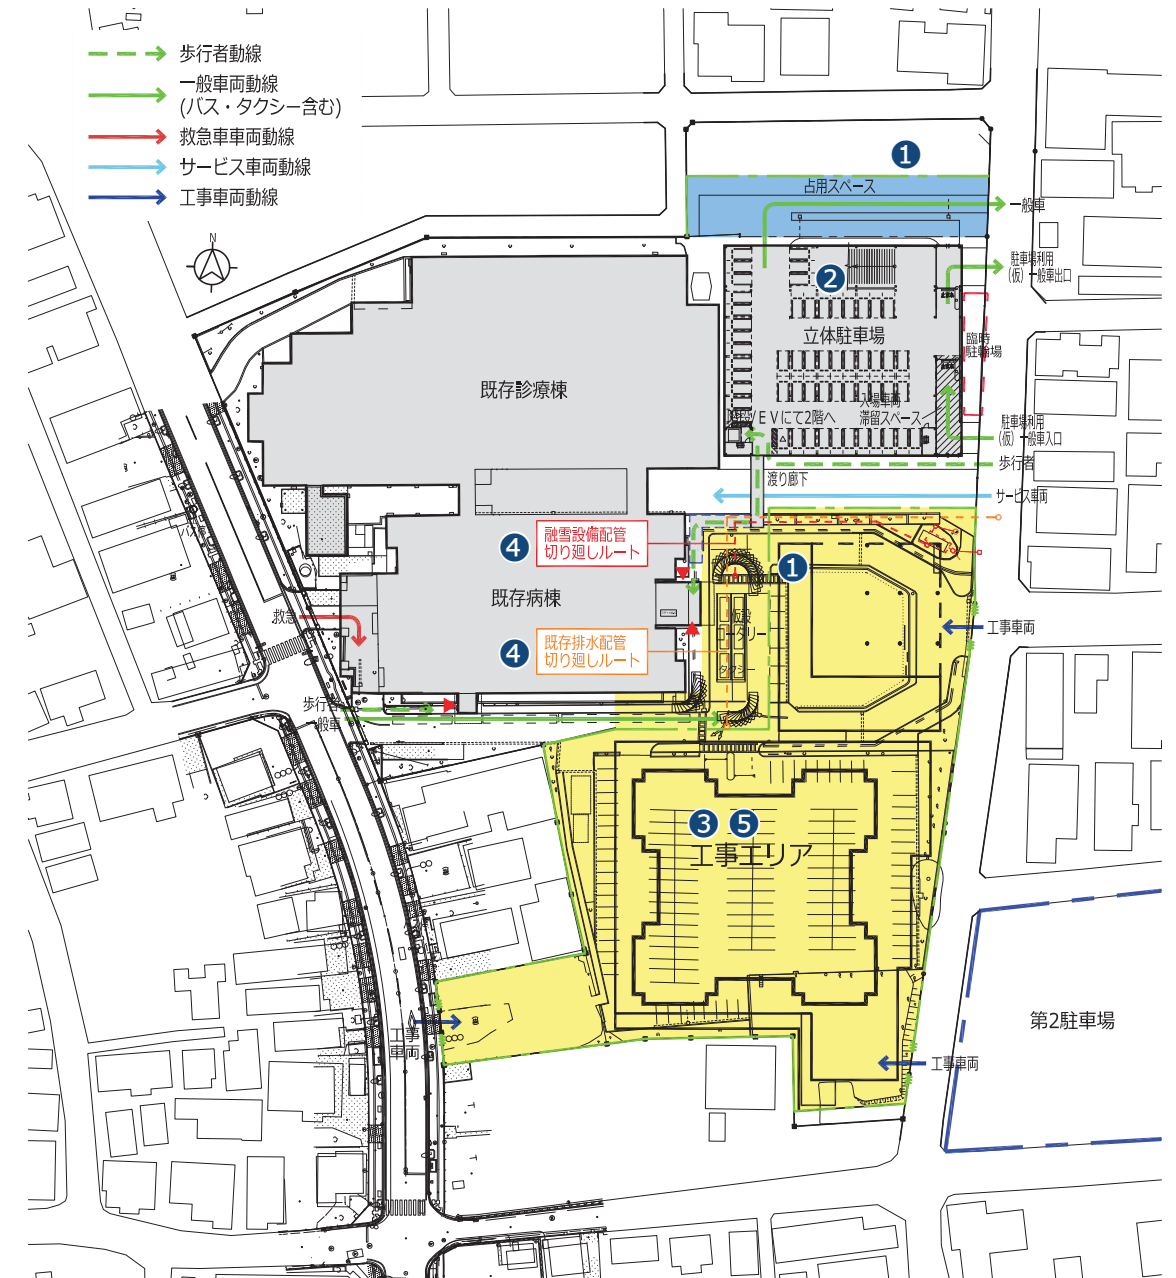 歩行者動線
一般車両動線
(バス・タクシー含む)
救急車車両動線
サービス車両動線
工事車両動線
N
1
占用スペース
一般車
駐車場利用
(仮)一般車出口
2
立体駐車場
臨時
駐輪場
既存診療棟
入場車両
滞留スペース
EVにて2階へ
駐車場利用
(仮)一般車入口
歩行者
渡り廊下
サービス車両
バス
4
融雪設備配管
切り廻しルート
1
既存病棟
仮設
ロータリー
救急
工事車両
4
既存排水配管
切り廻しルート
タクシー
歩行者
一般車
3 5
工事エリア
第2駐車場
工事
車両
工事車両